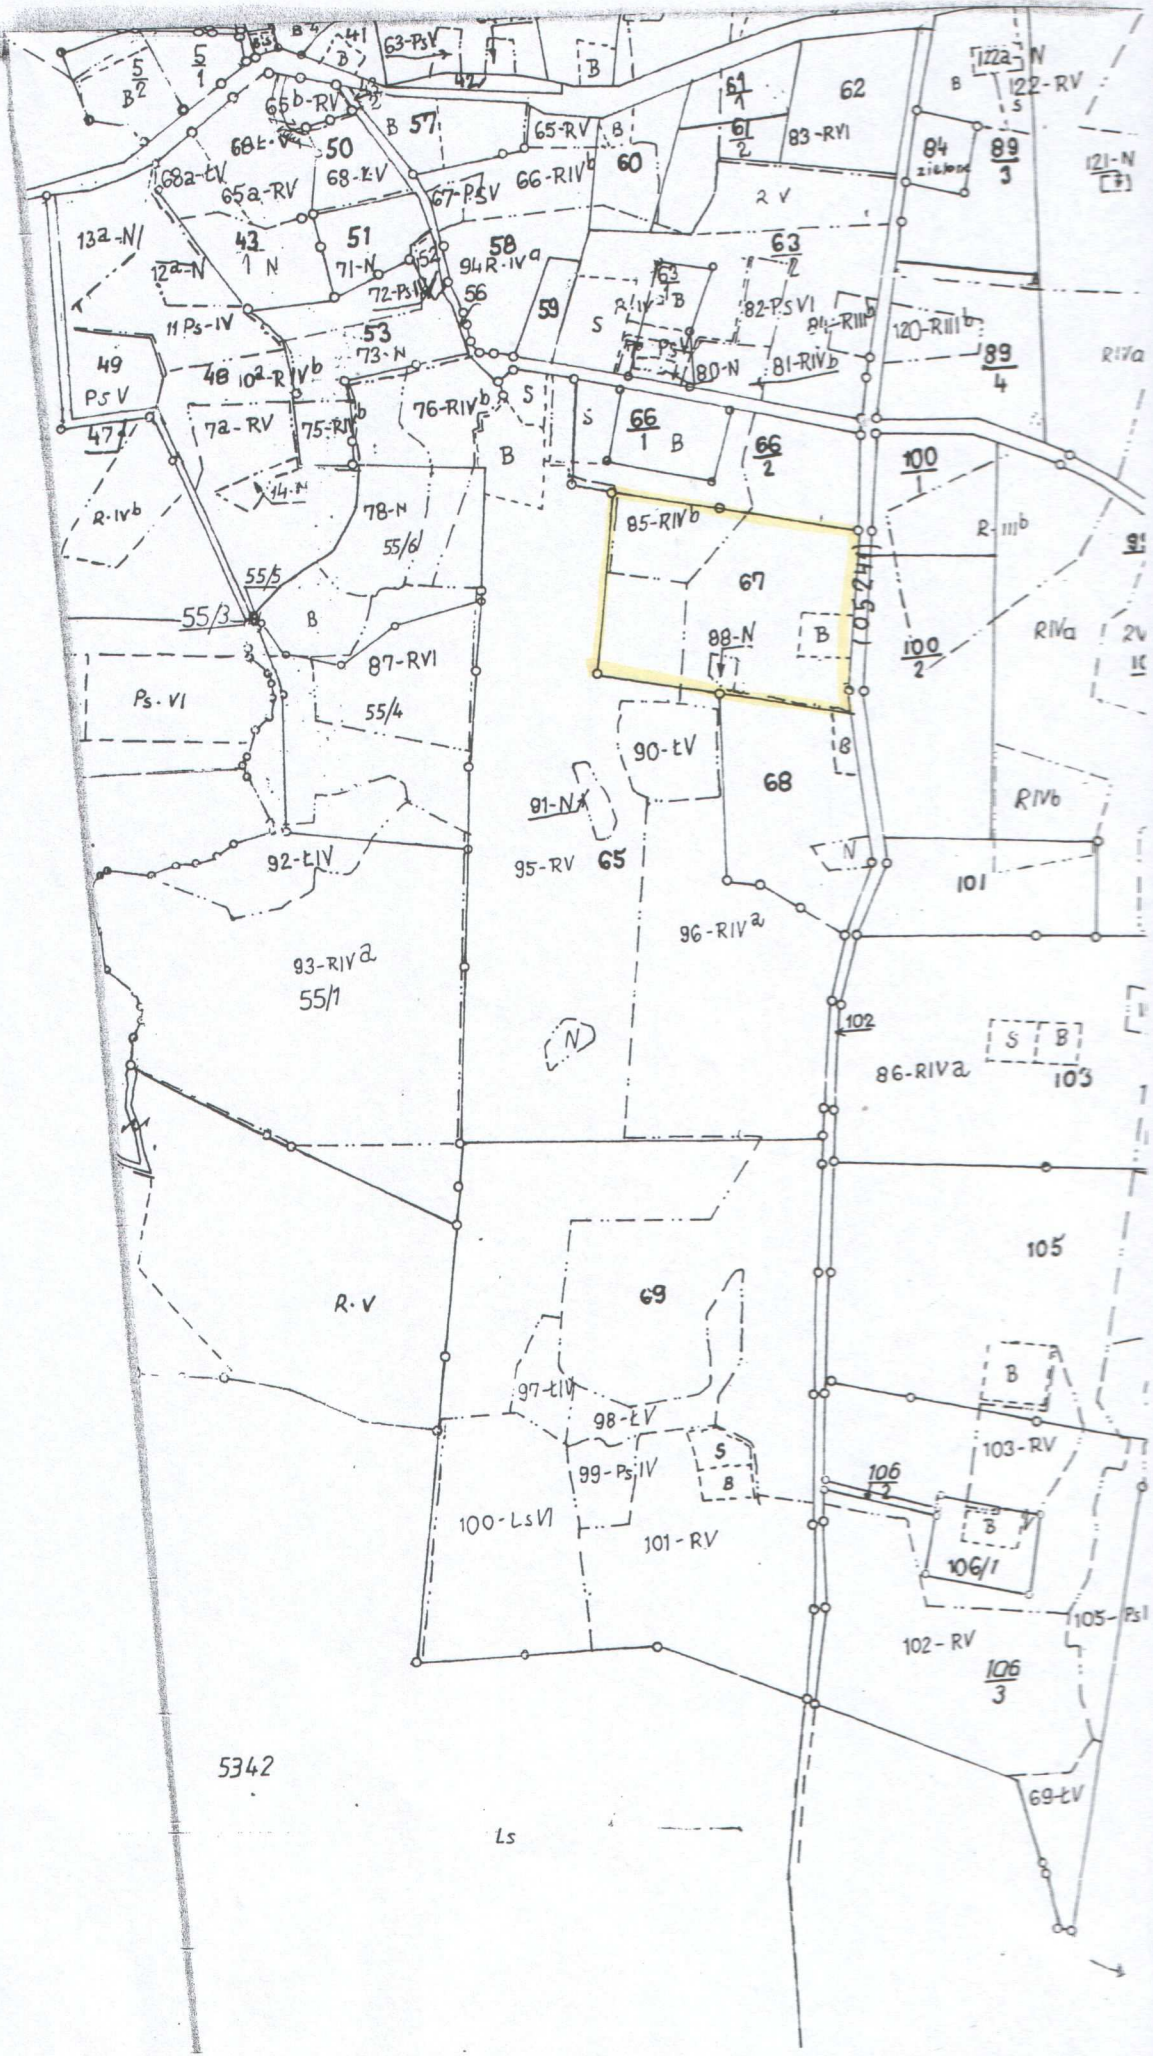 5/2
B
5/1
B
41
B
63-PsV
42
B
61/1
62
B
122a-N
122-RV
S
65b-RV
B
57
65-RV
B
61/2
83-RVI
84
zielone
89/3
121-N
50
68a-ŁV
65a-RV
68-ŁV
67-PsV
66-RIVb
60
2V
13a-N
12a-N
43/1
N
51
71-N
52
58
94R-IVa
63/2
72-PsIV
56
59
63/1
B
82-PsVI
S
11Ps-IV
53
73-N
PsV
80-N
81-RIVb
120-RIIIb
89/4
RIVa
49
PsV
48
10a-RIVb
76-RIVb
S
S
66/1
B
66/2
47
7a-RV
75-RIVb
B
100/1
14-N
R-IVb
78-N
55/6
85-RIVb
R-IIIb
67
05241
55/5
55/3
B
88-N
B
100/2
RIVa
87-RVI
Ps-VI
55/4
90-ŁV
B
68
91-N
RIVb
92-ŁIV
95-RV
65
N
101
96-RIVa
93-RIVa
55/1
N
102
S
B
86-RIVa
103
105
R-V
69
B
97-ŁIV
98-ŁV
103-RV
99-PsIV
S
B
106/2
100-LsVI
101-RV
B
106/1
105-PsI
102-RV
106/3
5342
69-ŁV
Ls